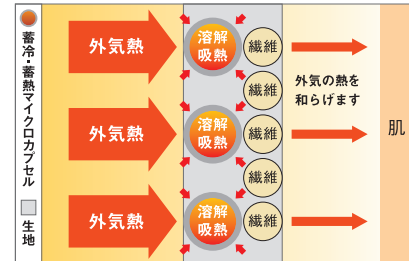 蓄冷・蓄熱マイクロカプセル
生地
外気熱
外気熱
外気熱
溶解
吸熱
溶解
吸熱
溶解
吸熱
繊維
繊維
繊維
繊維
繊維
外気の熱を
和らげます
肌